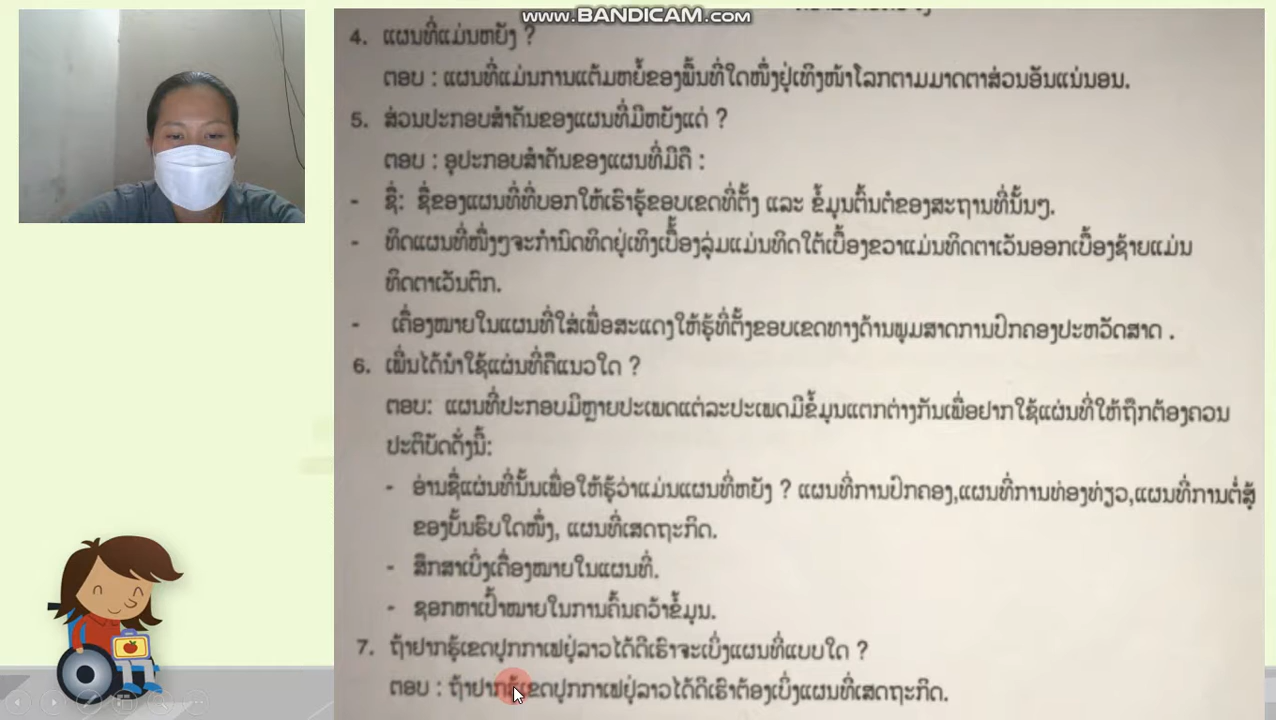 www.BANDICAM.com
4. ແຜນທີ່ແມ່ນຫຍັງ ?
ຕອບ : ແຜນທີ່ແມ່ນການແຕ້ມຫຍໍ້ຂອງພື້ນທີ່ໃດໜຶ່ງຢູ່ເທິງໜ້າໂລກຕາມມາດຕາສ່ວນອັນແນ່ນອນ.
5. ສ່ວນປະກອບສຳຄັນຂອງແຜນທີ່ມີຫຍັງແດ່ ?
ຕອບ : ອຸປະກອບສຳຄັນຂອງແຜນທີ່ມີຄື :
- ຊື່: ຊື່ຂອງແຜນທີ່ທີ່ບອກໃຫ້ເຮົາຮູ້ຂອບເຂດທີ່ຕັ້ງ ແລະ ຂໍ້ມູນຕົ້ນຕໍຂອງສະຖານທີ່ນັ້ນໆ.
- ທິດແຜນທີ່ໜຶ່ງໆຈະກຳນົດທິດຢູ່ເທິງເບື້ອງລຸ່ມແມ່ນທິດໃຕ້ເບື້ອງຂວາແມ່ນທິດຕາເວັນອອກເບື້ອງຊ້າຍແມ່ນ
ທິດຕາເວັນຕົກ.
- ເຄື່ອງໝາຍໃນແຜນທີ່ໃສ່ເພື່ອສະແດງໃຫ້ຮູ້ທີ່ຕັ້ງຂອບເຂດທາງດ້ານພູມສາດການປົກຄອງປະຫວັດສາດ .
6. ເພິ່ນໄດ້ນຳໃຊ້ແຜ່ນທີ່ຄືແນວໃດ ?
ຕອບ: ແຜນທີ່ປະກອບມີຫຼາຍປະເພດແຕ່ລະປະເພດມີຂໍ້ມູນແຕກຕ່າງກັນເພື່ອຢາກໃຊ້ແຜ່ນທີ່ໃຫ້ຖືກຕ້ອງຄວນ
ປະຕິບັດດັ່ງນີ້:
- ອ່ານຊື່ແຜ່ນທີ່ນັ້ນເພື່ອໃຫ້ຮູ້ວ່າແມ່ນແຜນທີ່ຫຍັງ ? ແຜນທີ່ການປົກຄອງ,ແຜນທີ່ການທ່ອງທ່ຽວ,ແຜນທີ່ການຕໍ່ສູ້
ຂອງບັ້ນຮົບໃດໜຶ່ງ, ແຜນທີ່ເສດຖະກິດ.
- ສຶກສາເບິ່ງເຄື່ອງໝາຍໃນແຜນທີ່.
- ຊອກຫາເປົ້າໝາຍໃນການຄົ້ນຄວ້າຂໍ້ມູນ.
7. ຖ້າຢາກຮູ້ເຂດປູກກາເຟຢູ່ລາວໄດ້ດີເຮົາຈະເບິ່ງແຜນທີ່ແບບໃດ ?
ຕອບ : ຖ້າຢາກຮູ້ເຂດປູກກາເຟຢູ່ລາວໄດ້ດີເຮົາຕ້ອງເບິ່ງແຜນທີ່ເສດຖະກິດ.